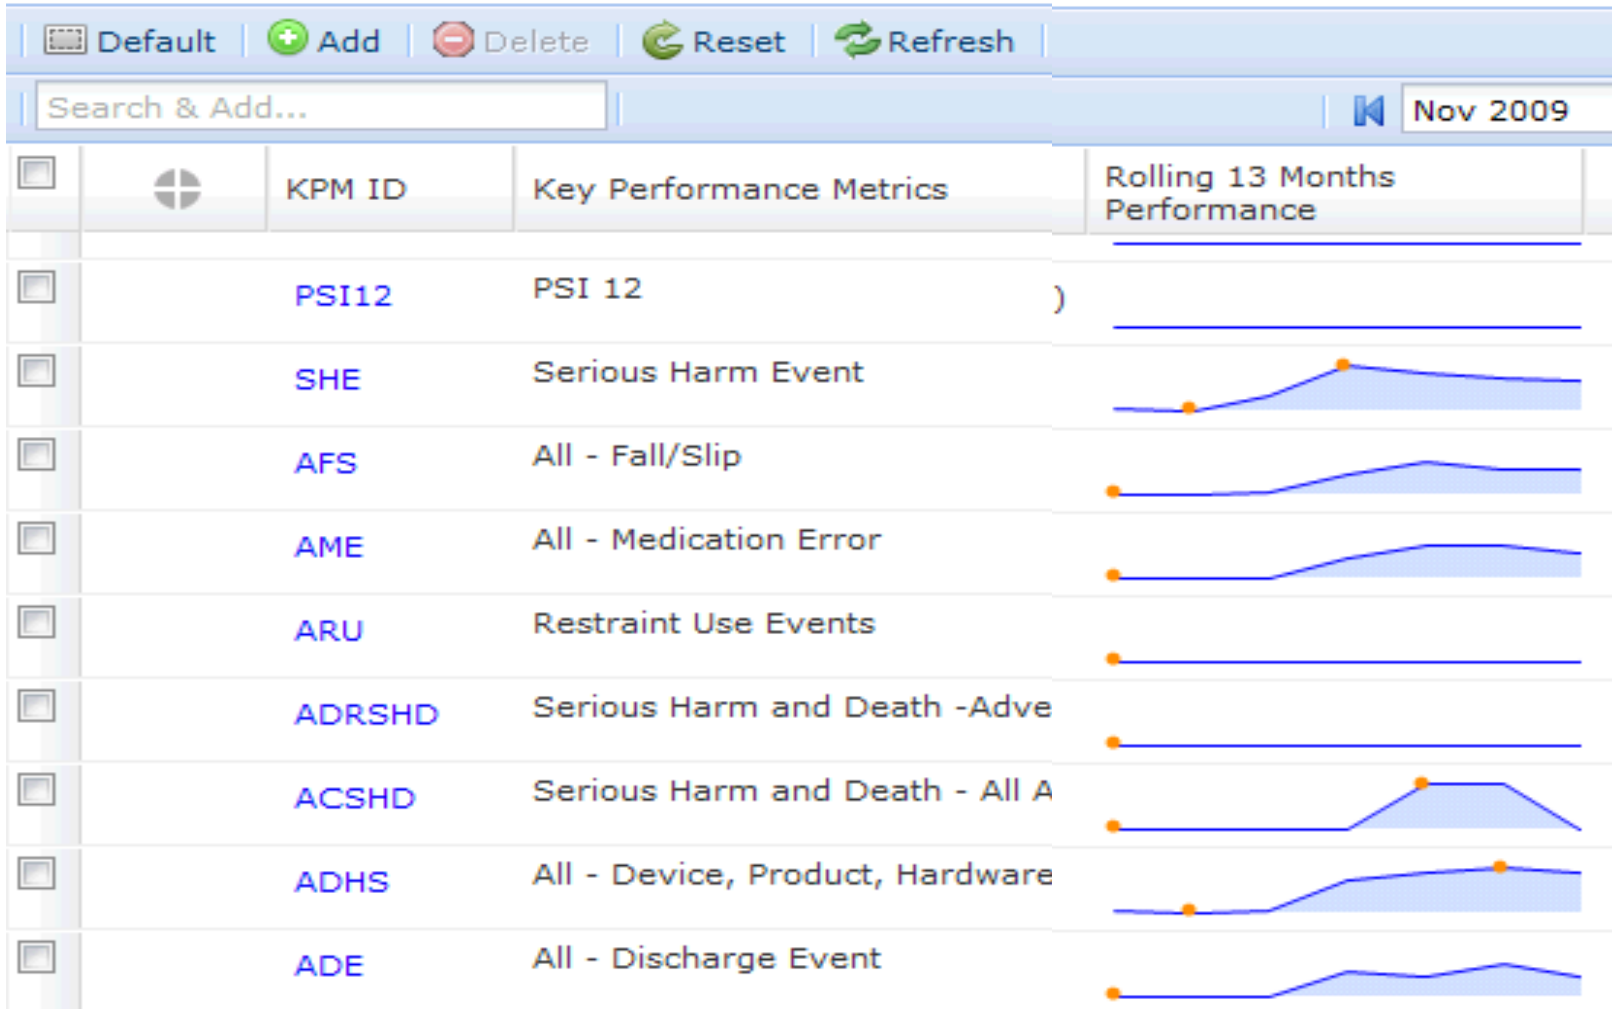 Default Add Delete Reset Refresh
Search & Add... Nov 2009
KPM ID Key Performance Metrics Rolling 13 Months
Performance
PSI12 PSI 12 )
SHE Serious Harm Event
AFS All - Fall/Slip
AME All - Medication Error
ARU Restraint Use Events
ADRSHD Serious Harm and Death -Adve
ACSHD Serious Harm and Death - All A
ADHS All - Device, Product, Hardware
ADE All - Discharge Event